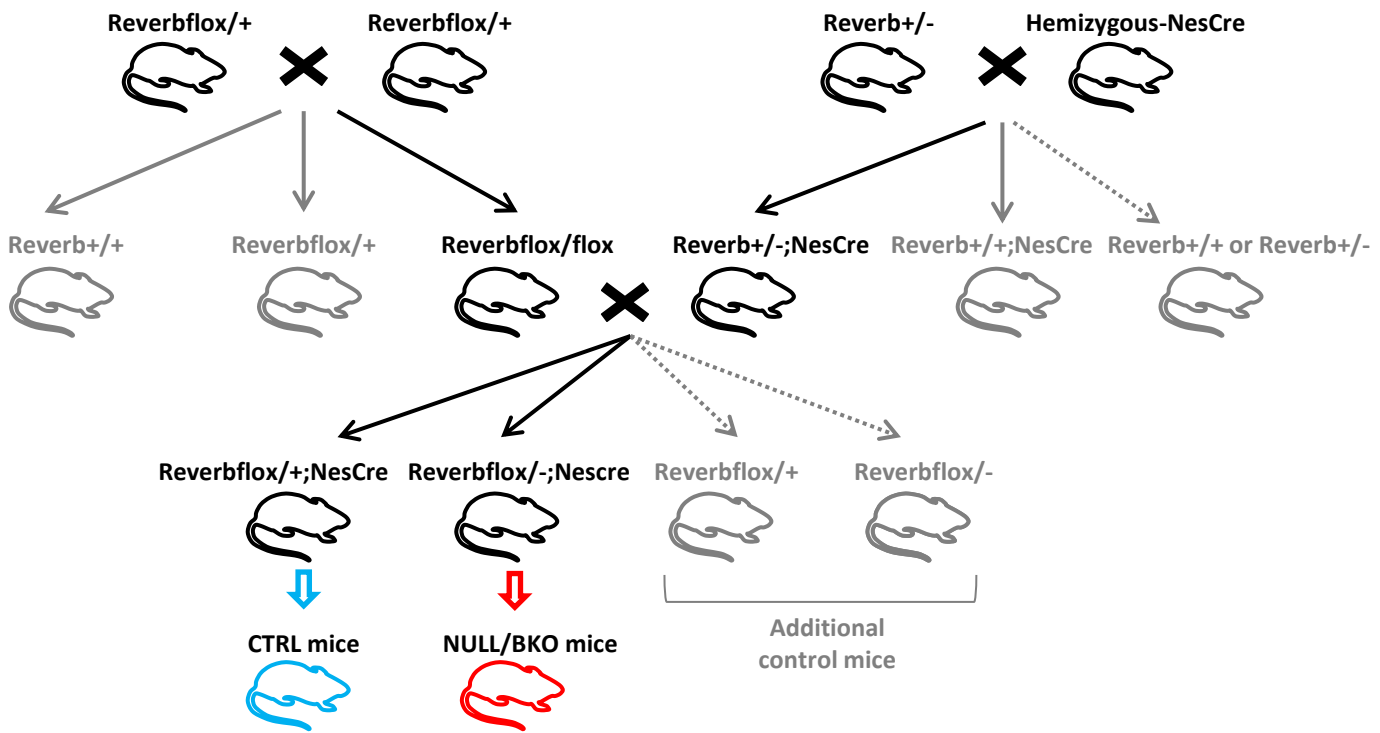 Reverbflox/+
Reverbflox/+
Reverb+/-
Hemizygous-NesCre
Reverb+/+
Reverbflox/+
Reverbflox/flox
Reverb+/-;NesCre
Reverb+/+;NesCre
Reverb+/+ or Reverb+/-
Reverbflox/+;NesCre
Reverbflox/-;Nescre
Reverbflox/+
Reverbflox/-
CTRL mice
NULL/BKO mice
Additional
control mice